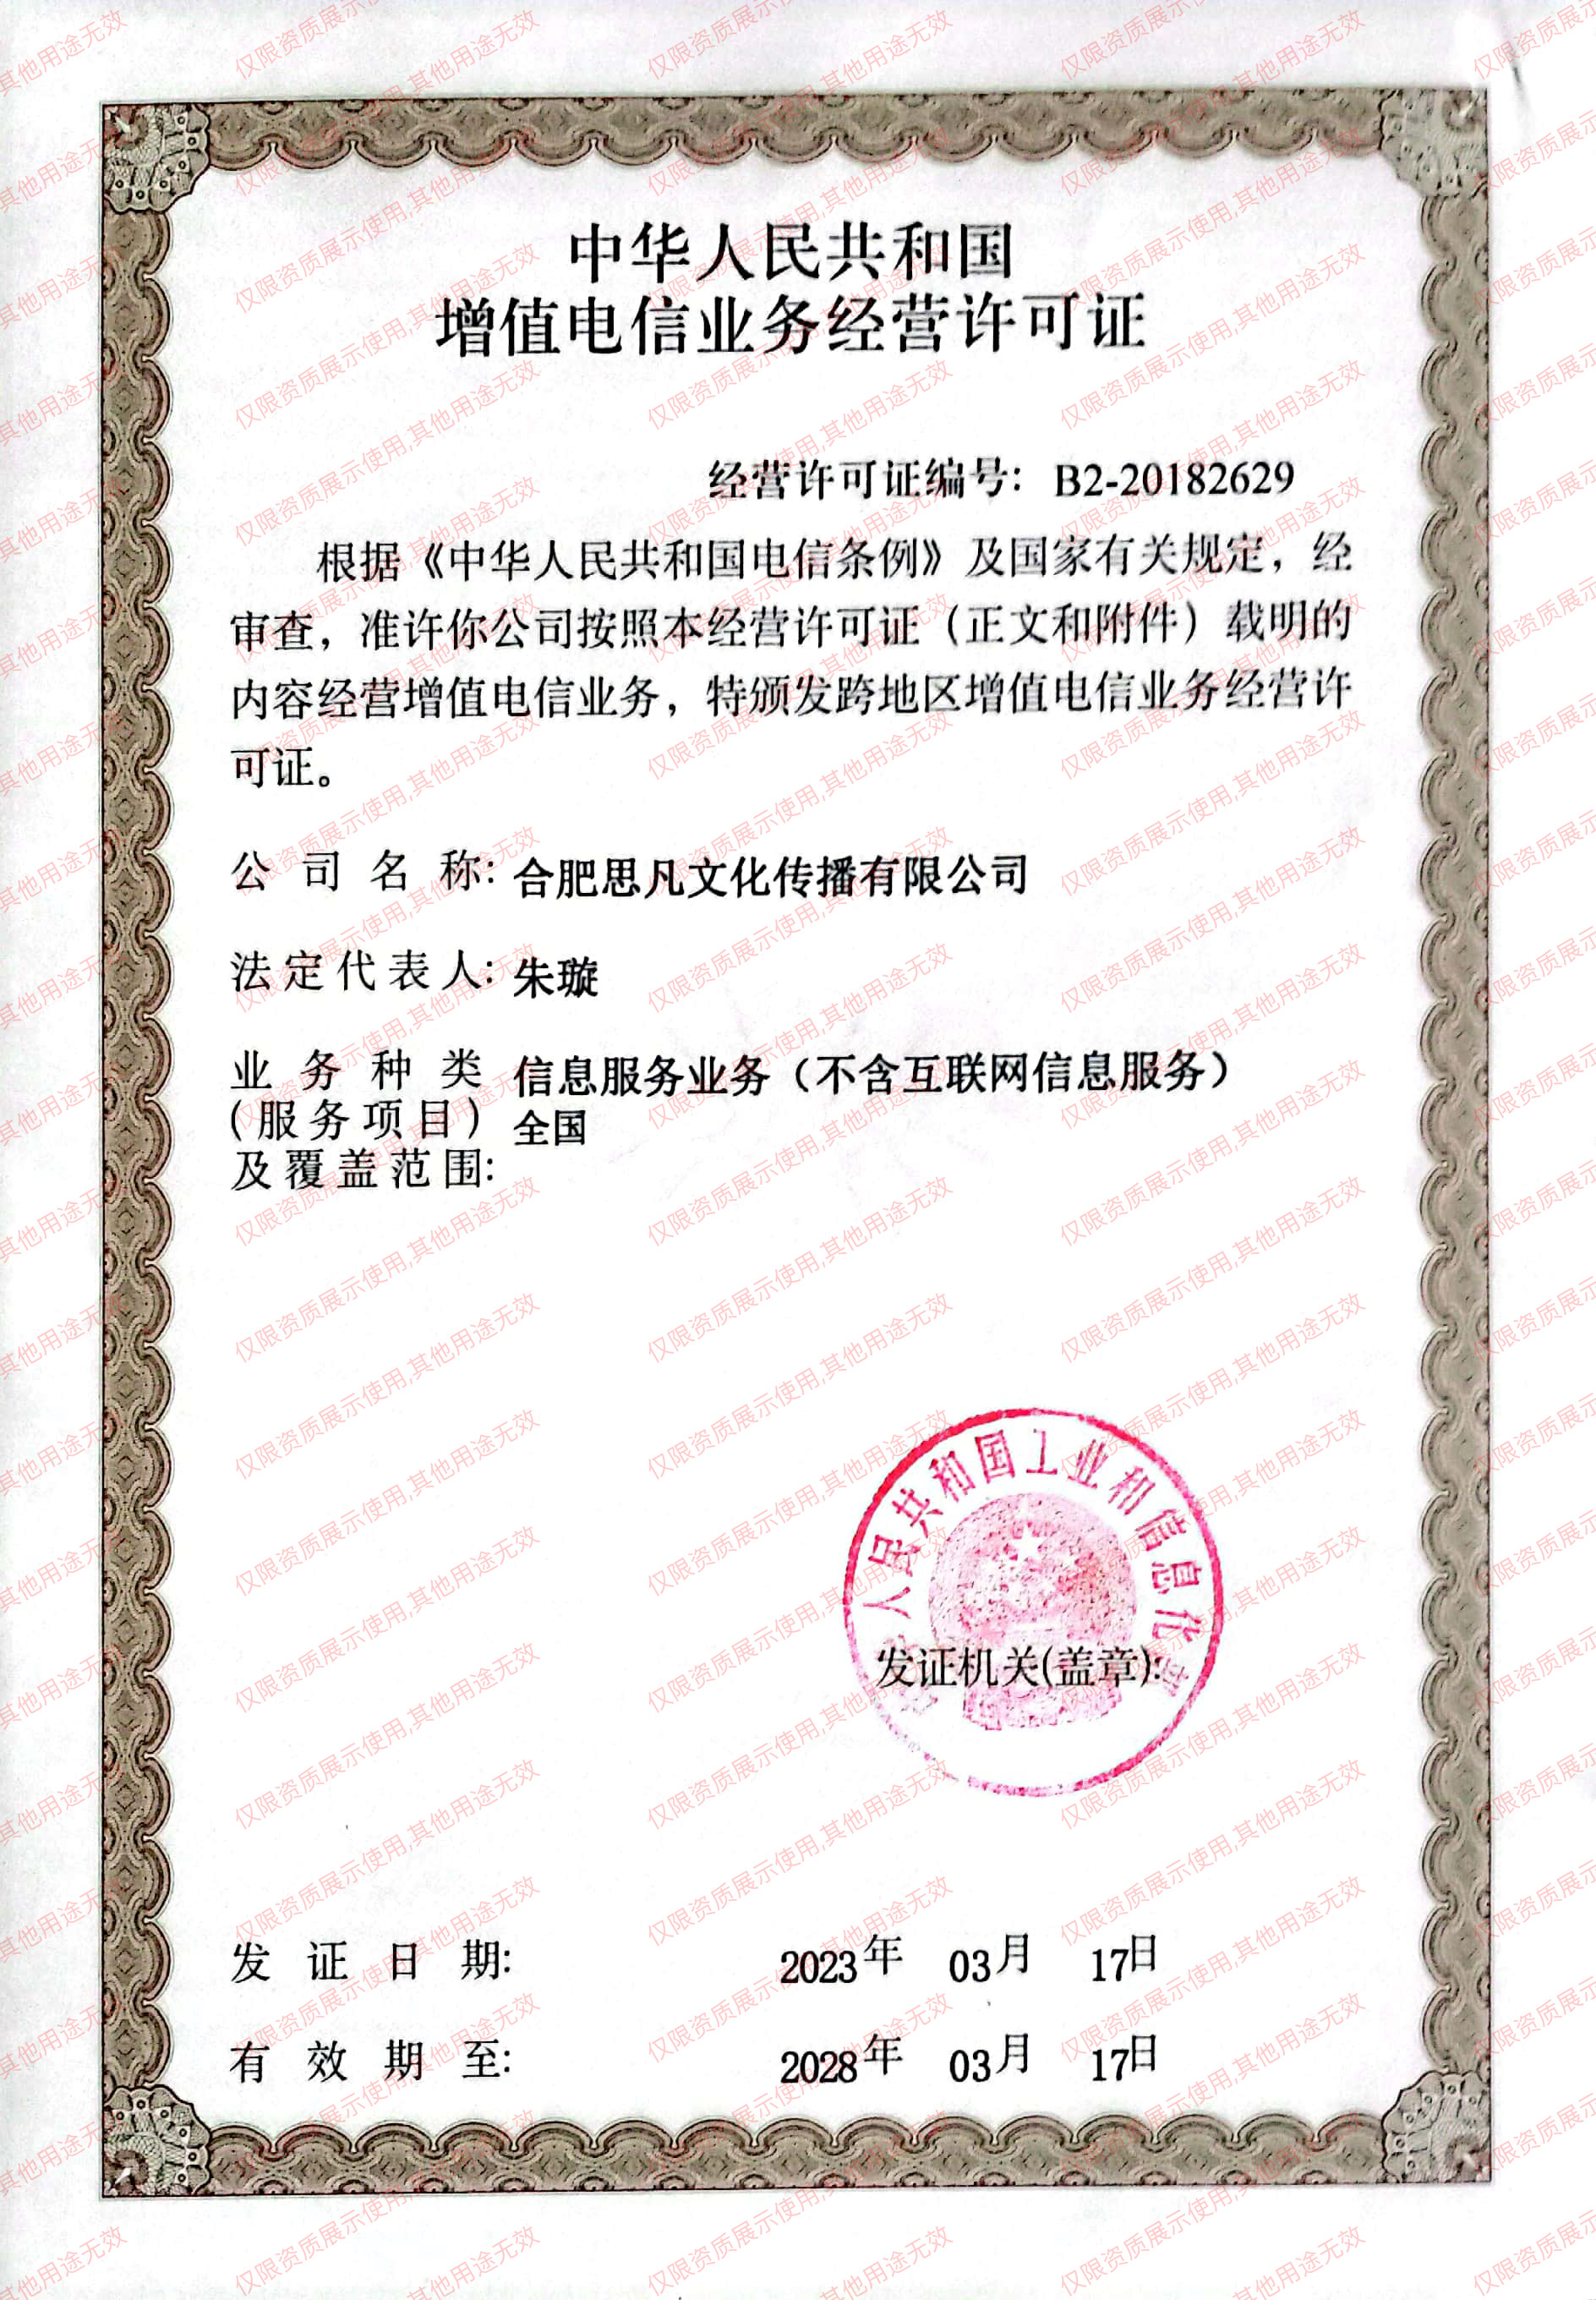 中华人民共和国
增值电信业务经营许可证
经营许可证编号：B2-20182629
根据《中华人民共和国电信条例》及国家有关规定，经
审查，准许你公司按照本经营许可证（正文和附件）载明的
内容经营增值电信业务，特颁发跨地区增值电信业务经营许
可证。
公司名称：合肥思凡文化传播有限公司
法定代表人：朱璇
业务种类 信息服务业务（不含互联网信息服务）
（服务项目） 全国
及覆盖范围：
人民共和国工业和信息化
发证机关(盖章):
发证日期: 2023年 03月 17日
有效期至: 2028年 03月 17日
仅限资质展示使用,其他用途无效